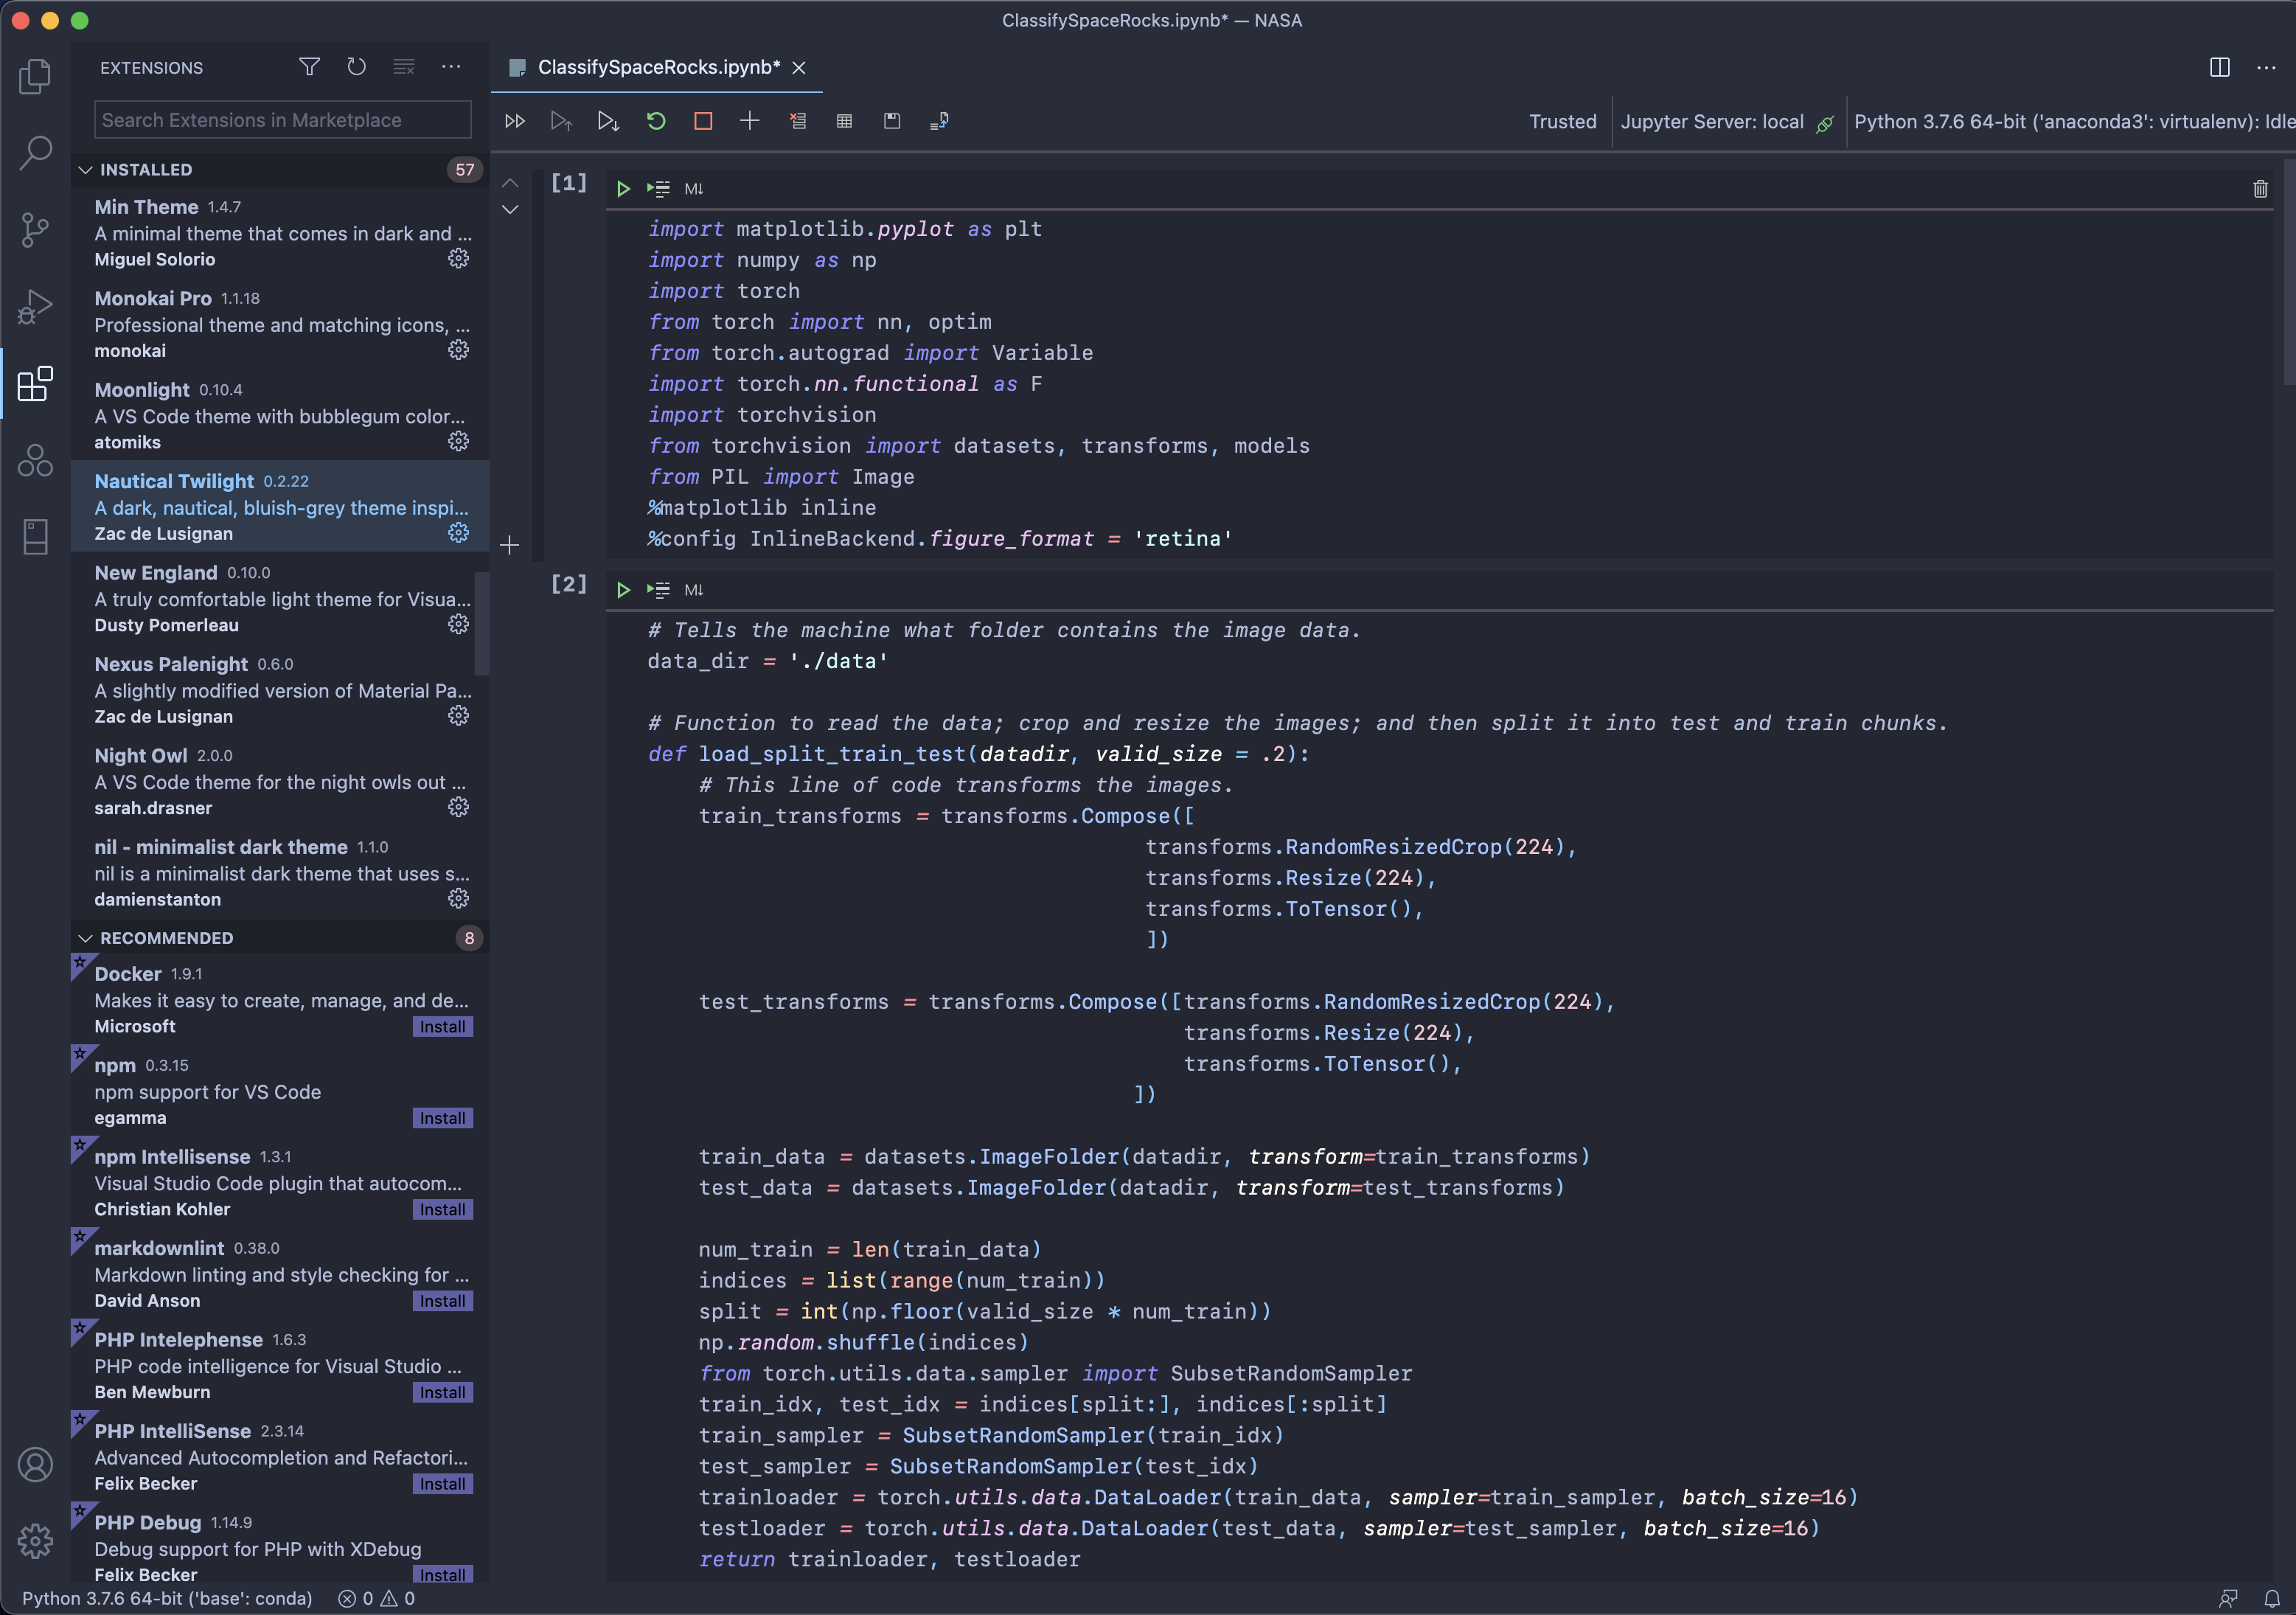 ClassifySpaceRocks.ipynb* — NASA
EXTENSIONS
Search Extensions in Marketplace
INSTALLED 57
Min Theme 1.4.7
A minimal theme that comes in dark and ...
Miguel Solorio
Monokai Pro 1.1.18
Professional theme and matching icons, ...
monokai
Moonlight 0.10.4
A VS Code theme with bubblegum color...
atomiks
Nautical Twilight 0.2.22
A dark, nautical, bluish-grey theme inspi...
Zac de Lusignan
New England 0.10.0
A truly comfortable light theme for Visua...
Dusty Pomerleau
Nexus Palenight 0.6.0
A slightly modified version of Material Pa...
Zac de Lusignan
Night Owl 2.0.0
A VS Code theme for the night owls out ...
sarah.drasner
nil - minimalist dark theme 1.1.0
nil is a minimalist dark theme that uses s...
damienstanton
RECOMMENDED 8
Docker 1.9.1
Makes it easy to create, manage, and de...
Microsoft Install
npm 0.3.15
npm support for VS Code
egamma Install
npm Intellisense 1.3.1
Visual Studio Code plugin that autocom...
Christian Kohler Install
markdownlint 0.38.0
Markdown linting and style checking for ...
David Anson Install
PHP Intelephense 1.6.3
PHP code intelligence for Visual Studio ...
Ben Mewburn Install
PHP IntelliSense 2.3.14
Advanced Autocompletion and Refactori...
Felix Becker Install
PHP Debug 1.14.9
Debug support for PHP with XDebug
Felix Becker Install
ClassifySpaceRocks.ipynb*
Trusted Jupyter Server: local Python 3.7.6 64-bit ('anaconda3': virtualenv): Idle
[1] M↓
import matplotlib.pyplot as plt
import numpy as np
import torch
from torch import nn, optim
from torch.autograd import Variable
import torch.nn.functional as F
import torchvision
from torchvision import datasets, transforms, models
from PIL import Image
%matplotlib inline
%config InlineBackend.figure_format = 'retina'
[2] M↓
# Tells the machine what folder contains the image data.
data_dir = './data'
# Function to read the data; crop and resize the images; and then split it into test and train chunks.
def load_split_train_test(datadir, valid_size = .2):
# This line of code transforms the images.
train_transforms = transforms.Compose([
transforms.RandomResizedCrop(224),
transforms.Resize(224),
transforms.ToTensor(),
])
test_transforms = transforms.Compose([transforms.RandomResizedCrop(224),
transforms.Resize(224),
transforms.ToTensor(),
])
train_data = datasets.ImageFolder(datadir, transform=train_transforms)
test_data = datasets.ImageFolder(datadir, transform=test_transforms)
num_train = len(train_data)
indices = list(range(num_train))
split = int(np.floor(valid_size * num_train))
np.random.shuffle(indices)
from torch.utils.data.sampler import SubsetRandomSampler
train_idx, test_idx = indices[split:], indices[:split]
train_sampler = SubsetRandomSampler(train_idx)
test_sampler = SubsetRandomSampler(test_idx)
trainloader = torch.utils.data.DataLoader(train_data, sampler=train_sampler, batch_size=16)
testloader = torch.utils.data.DataLoader(test_data, sampler=test_sampler, batch_size=16)
return trainloader, testloader
Python 3.7.6 64-bit ('base': conda) 0 0